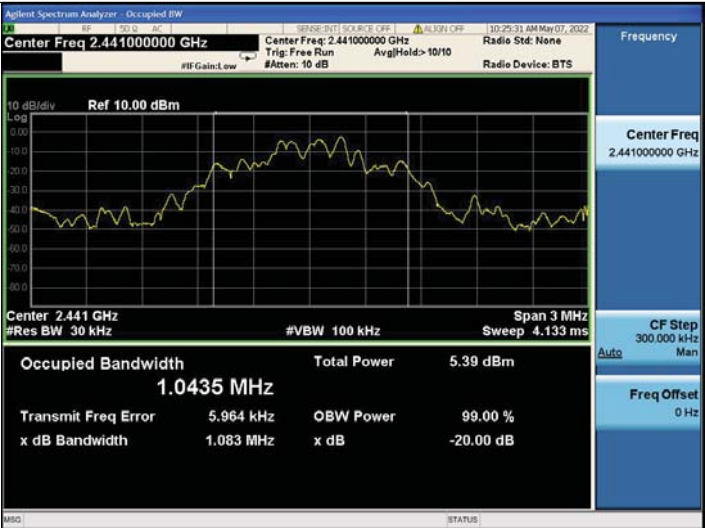 Agilent Spectrum Analyzer - Occupied BW
RF 50 Ω AC SENSE:INT SOURCE OFF ALIGN OFF 10:25:31 AM May 07, 2022
Center Freq 2.441000000 GHz
Center Freq: 2.441000000 GHz
Radio Std: None
Trig: Free Run Avg|Hold:> 10/10
#IFGain:Low #Atten: 10 dB Radio Device: BTS
10 dB/div Ref 10.00 dBm
Log
0.00
-10.0
-20.0
-30.0
-40.0
-50.0
-60.0
-70.0
-80.0
Center 2.441 GHz Span 3 MHz
#Res BW 30 kHz #VBW 100 kHz Sweep 4.133 ms
Occupied Bandwidth Total Power 5.39 dBm
1.0435 MHz
Transmit Freq Error 5.964 kHz OBW Power 99.00 %
x dB Bandwidth 1.083 MHz x dB -20.00 dB
MSG STATUS
Frequency
Center Freq
2.441000000 GHz
CF Step
300.000 kHz
Auto Man
Freq Offset
0 Hz